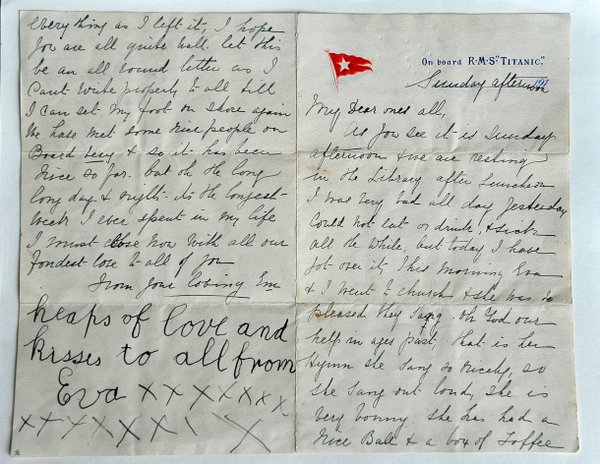 On board R·M·S "TITANIC."
191
Sunday afternoon
My Dear ones all,
As you see it is Sunday
afternoon & we are resting
in the Library after Luncheon
I was very bad all day yesterday
Could not eat or drink, & sick
all the while, but today I have
got over it, This Morning Eva
& I went to church & she was so
pleased they sang Oh God our
help in ages past, that is her
Hymn she sang so Nicely, so
she Sang out loud, She is
very bonny. She has had a
Nice Ball & a box of Toffee
everything as I left it, I hope
you are all quite well. let this
be an all round letter as I
Cant write properly to all till
I can set my foot on shore again
We have met some nice people on
Board & so it has been
nice so far. but oh the long
long day & night. its the longest
week I ever spent in my life
I must close Now with all our
fondest love to all of you
From your loving
heaps of love and
kisses to all from
Eva xxxxxxxx
xxxxxxx x